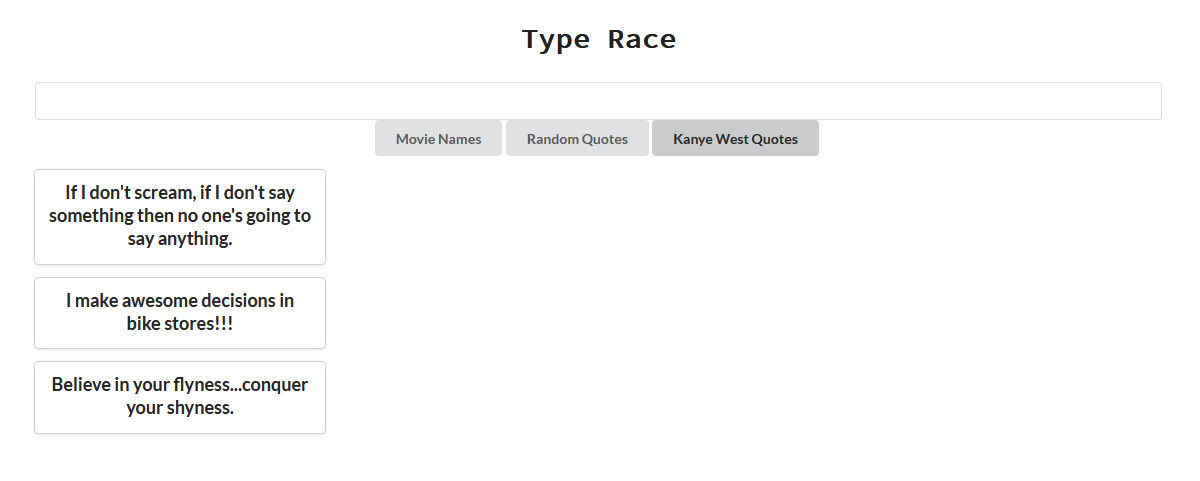 Type Race
Movie Names
Random Quotes
Kanye West Quotes
If I don't scream, if I don't say
something then no one's going to
say anything.
I make awesome decisions in
bike stores!!!
Believe in your flyness...conquer
your shyness.